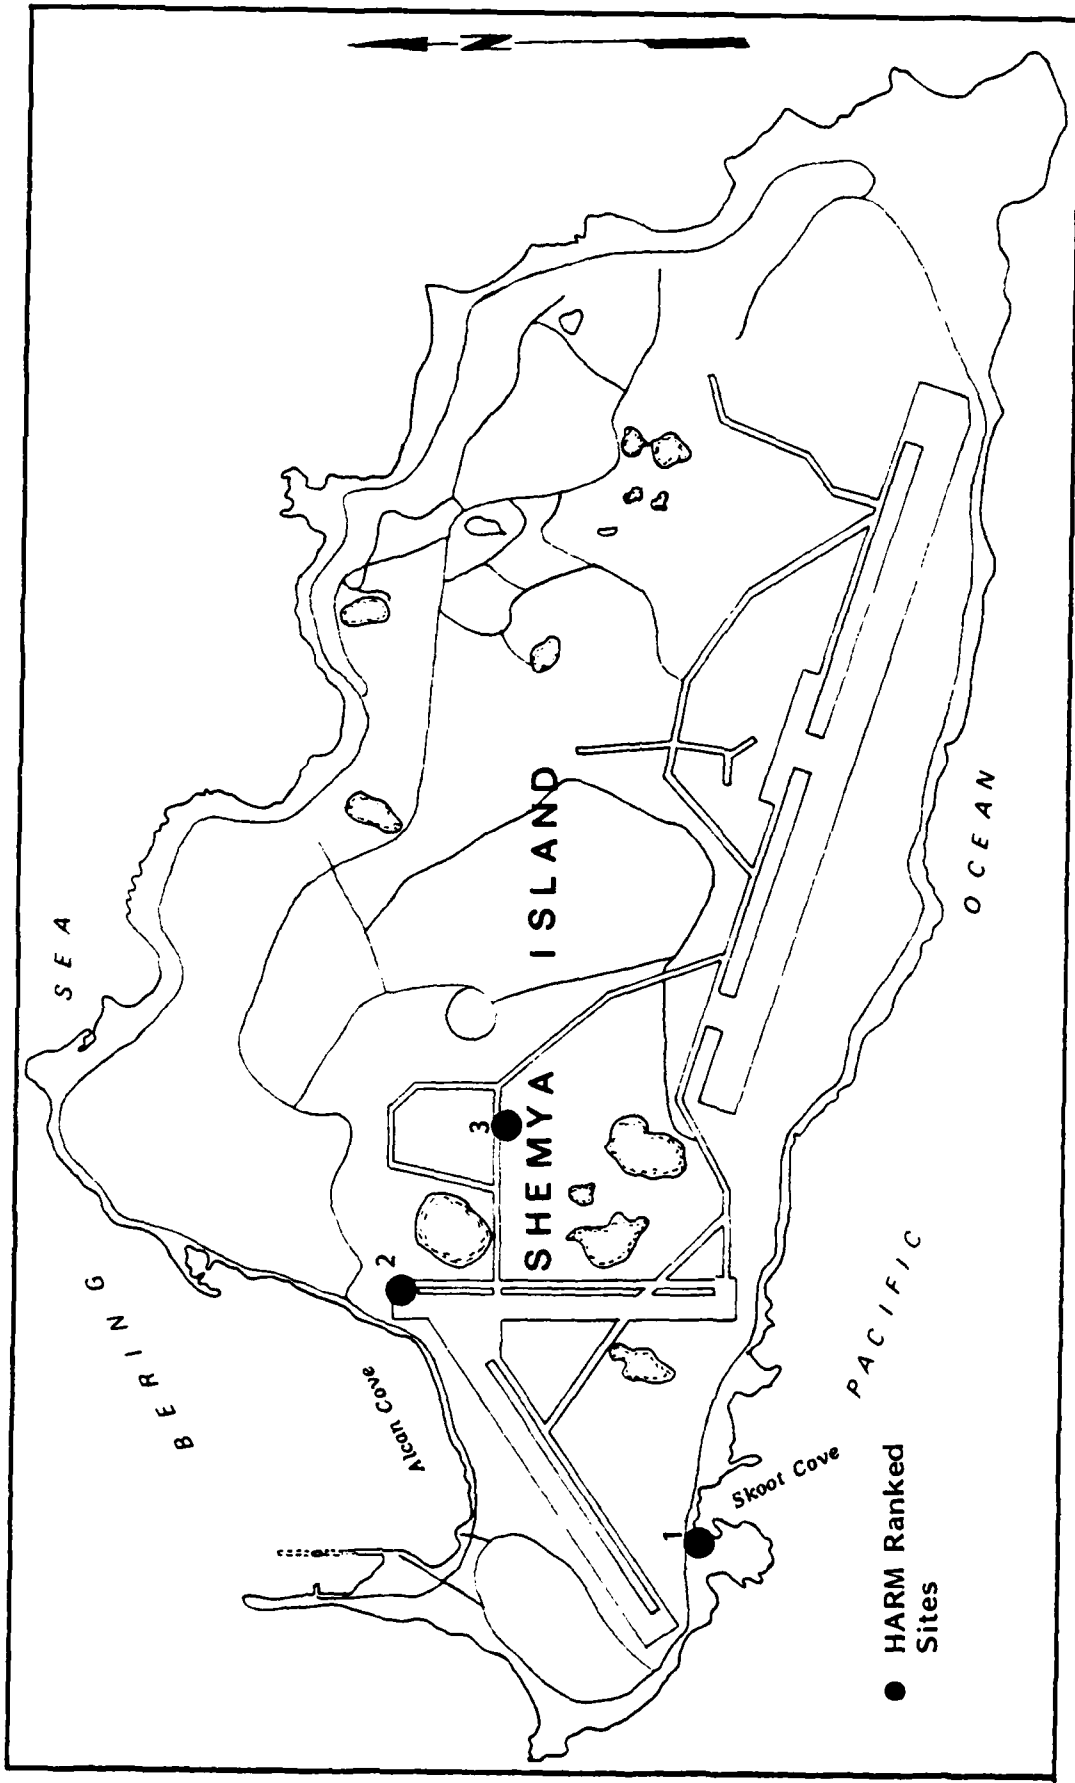 N
BERING SEA
Alcan Cove
2
3
SHEMYA ISLAND
1
Skoot Cove
PACIFIC OCEAN
HARM Ranked
Sites